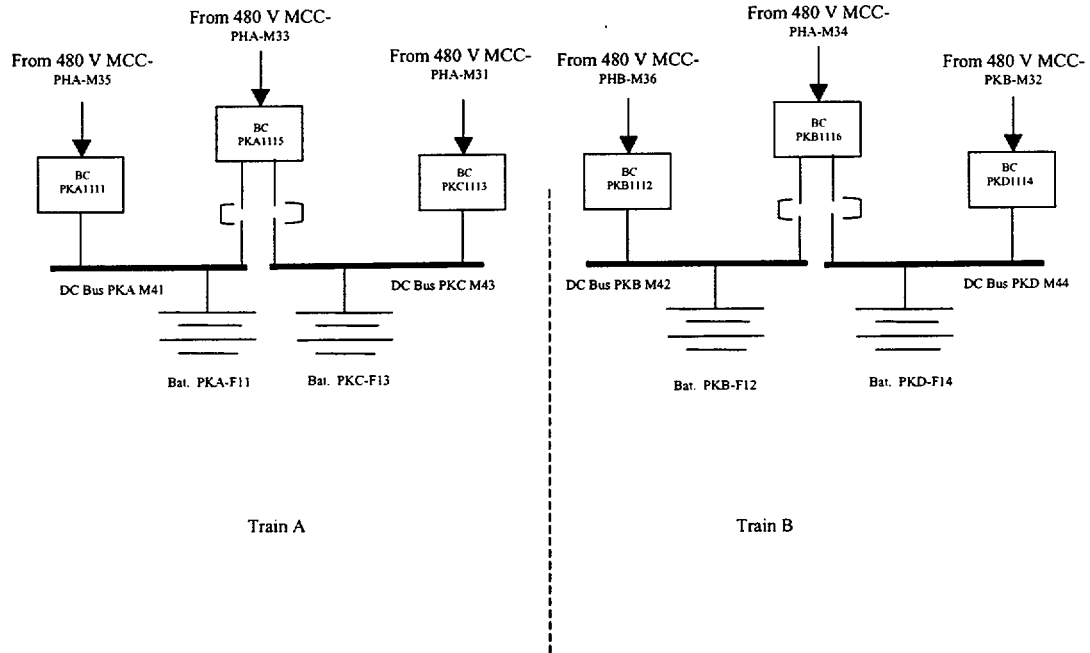 From 480 V MCC-
PHA-M33
From 480 V MCC-
PHA-M34
From 480 V MCC-
PHA-M35
From 480 V MCC-
PHA-M31
From 480 V MCC-
PHB-M36
From 480 V MCC-
PKB-M32
BC
PKA1115
BC
PKB1116
BC
PKA1111
BC
PKC1113
BC
PKB1112
BC
PKD1114
DC Bus PKA M41
DC Bus PKC M43
DC Bus PKB M42
DC Bus PKD M44
Bat. PKA-F11
Bat. PKC-F13
Bat. PKB-F12
Bat. PKD-F14
Train A
Train B